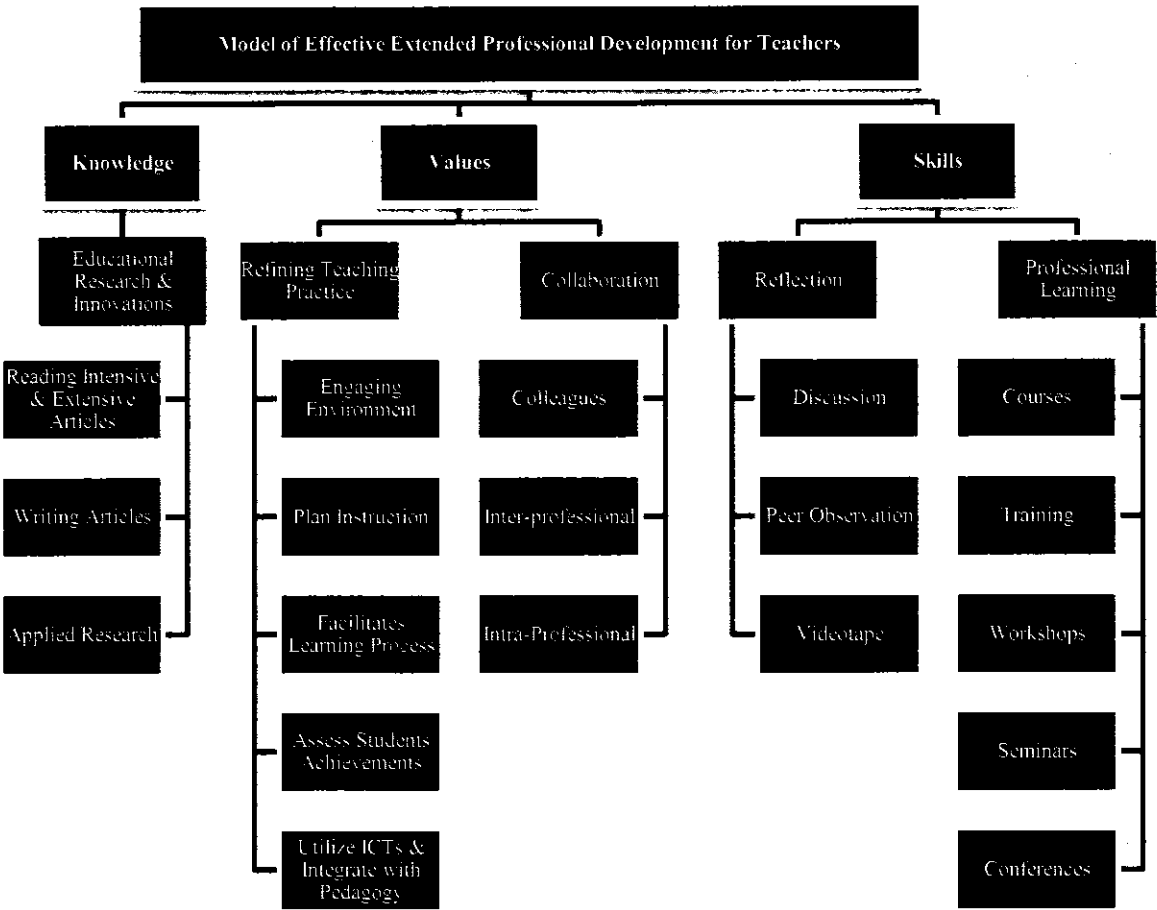 Model of Effective Extended Professional Development for Teachers
Knowledge
Values
Skills
Educational
Research &
Innovations
Refining Teaching
Practice
Collaboration
Reflection
Professional
Learning
Reading Intensive
& Extensive
Articles
Engaging
Environment
Colleagues
Discussion
Courses
Writing Articles
Plan Instruction
Inter-professional
Peer Observation
Training
Applied Research
Facilitates
Learning Process
Intra-Professional
Videotape
Workshops
Assess Students
Achievements
Seminars
Utilize ICTs &
Integrate with
Pedagogy
Conferences